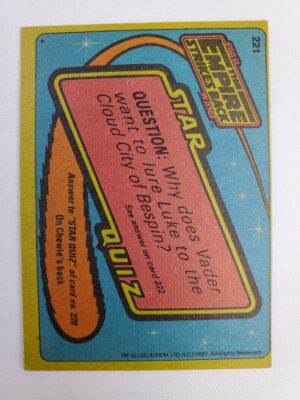 221
STAR
THE
EMPIRE
STRIKES BACK
WARS
STAR
QUESTION: Why does Vader
want to lure Luke to the
Cloud City of Bespin?
See answer on card 222
QUIZ
Answer to "STAR QUIZ" of card no. 220
On Chewie's back
TM: © LUCASFILM, LTD. (LFL) 1980. All Rights Reserved